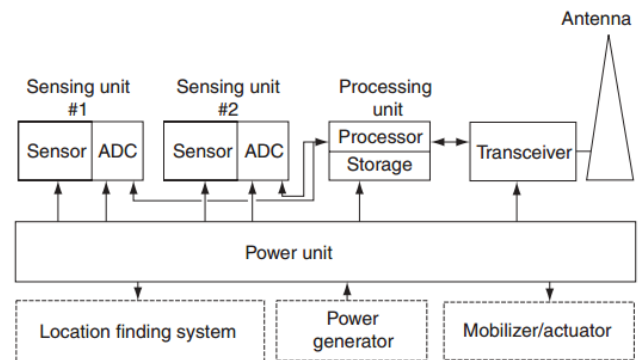 Antenna
Sensing unit
#1
Sensing unit
#2
Processing
unit
Sensor
ADC
Sensor
ADC
Processor
Storage
Transceiver
Power unit
Location finding system
Power
generator
Mobilizer/actuator